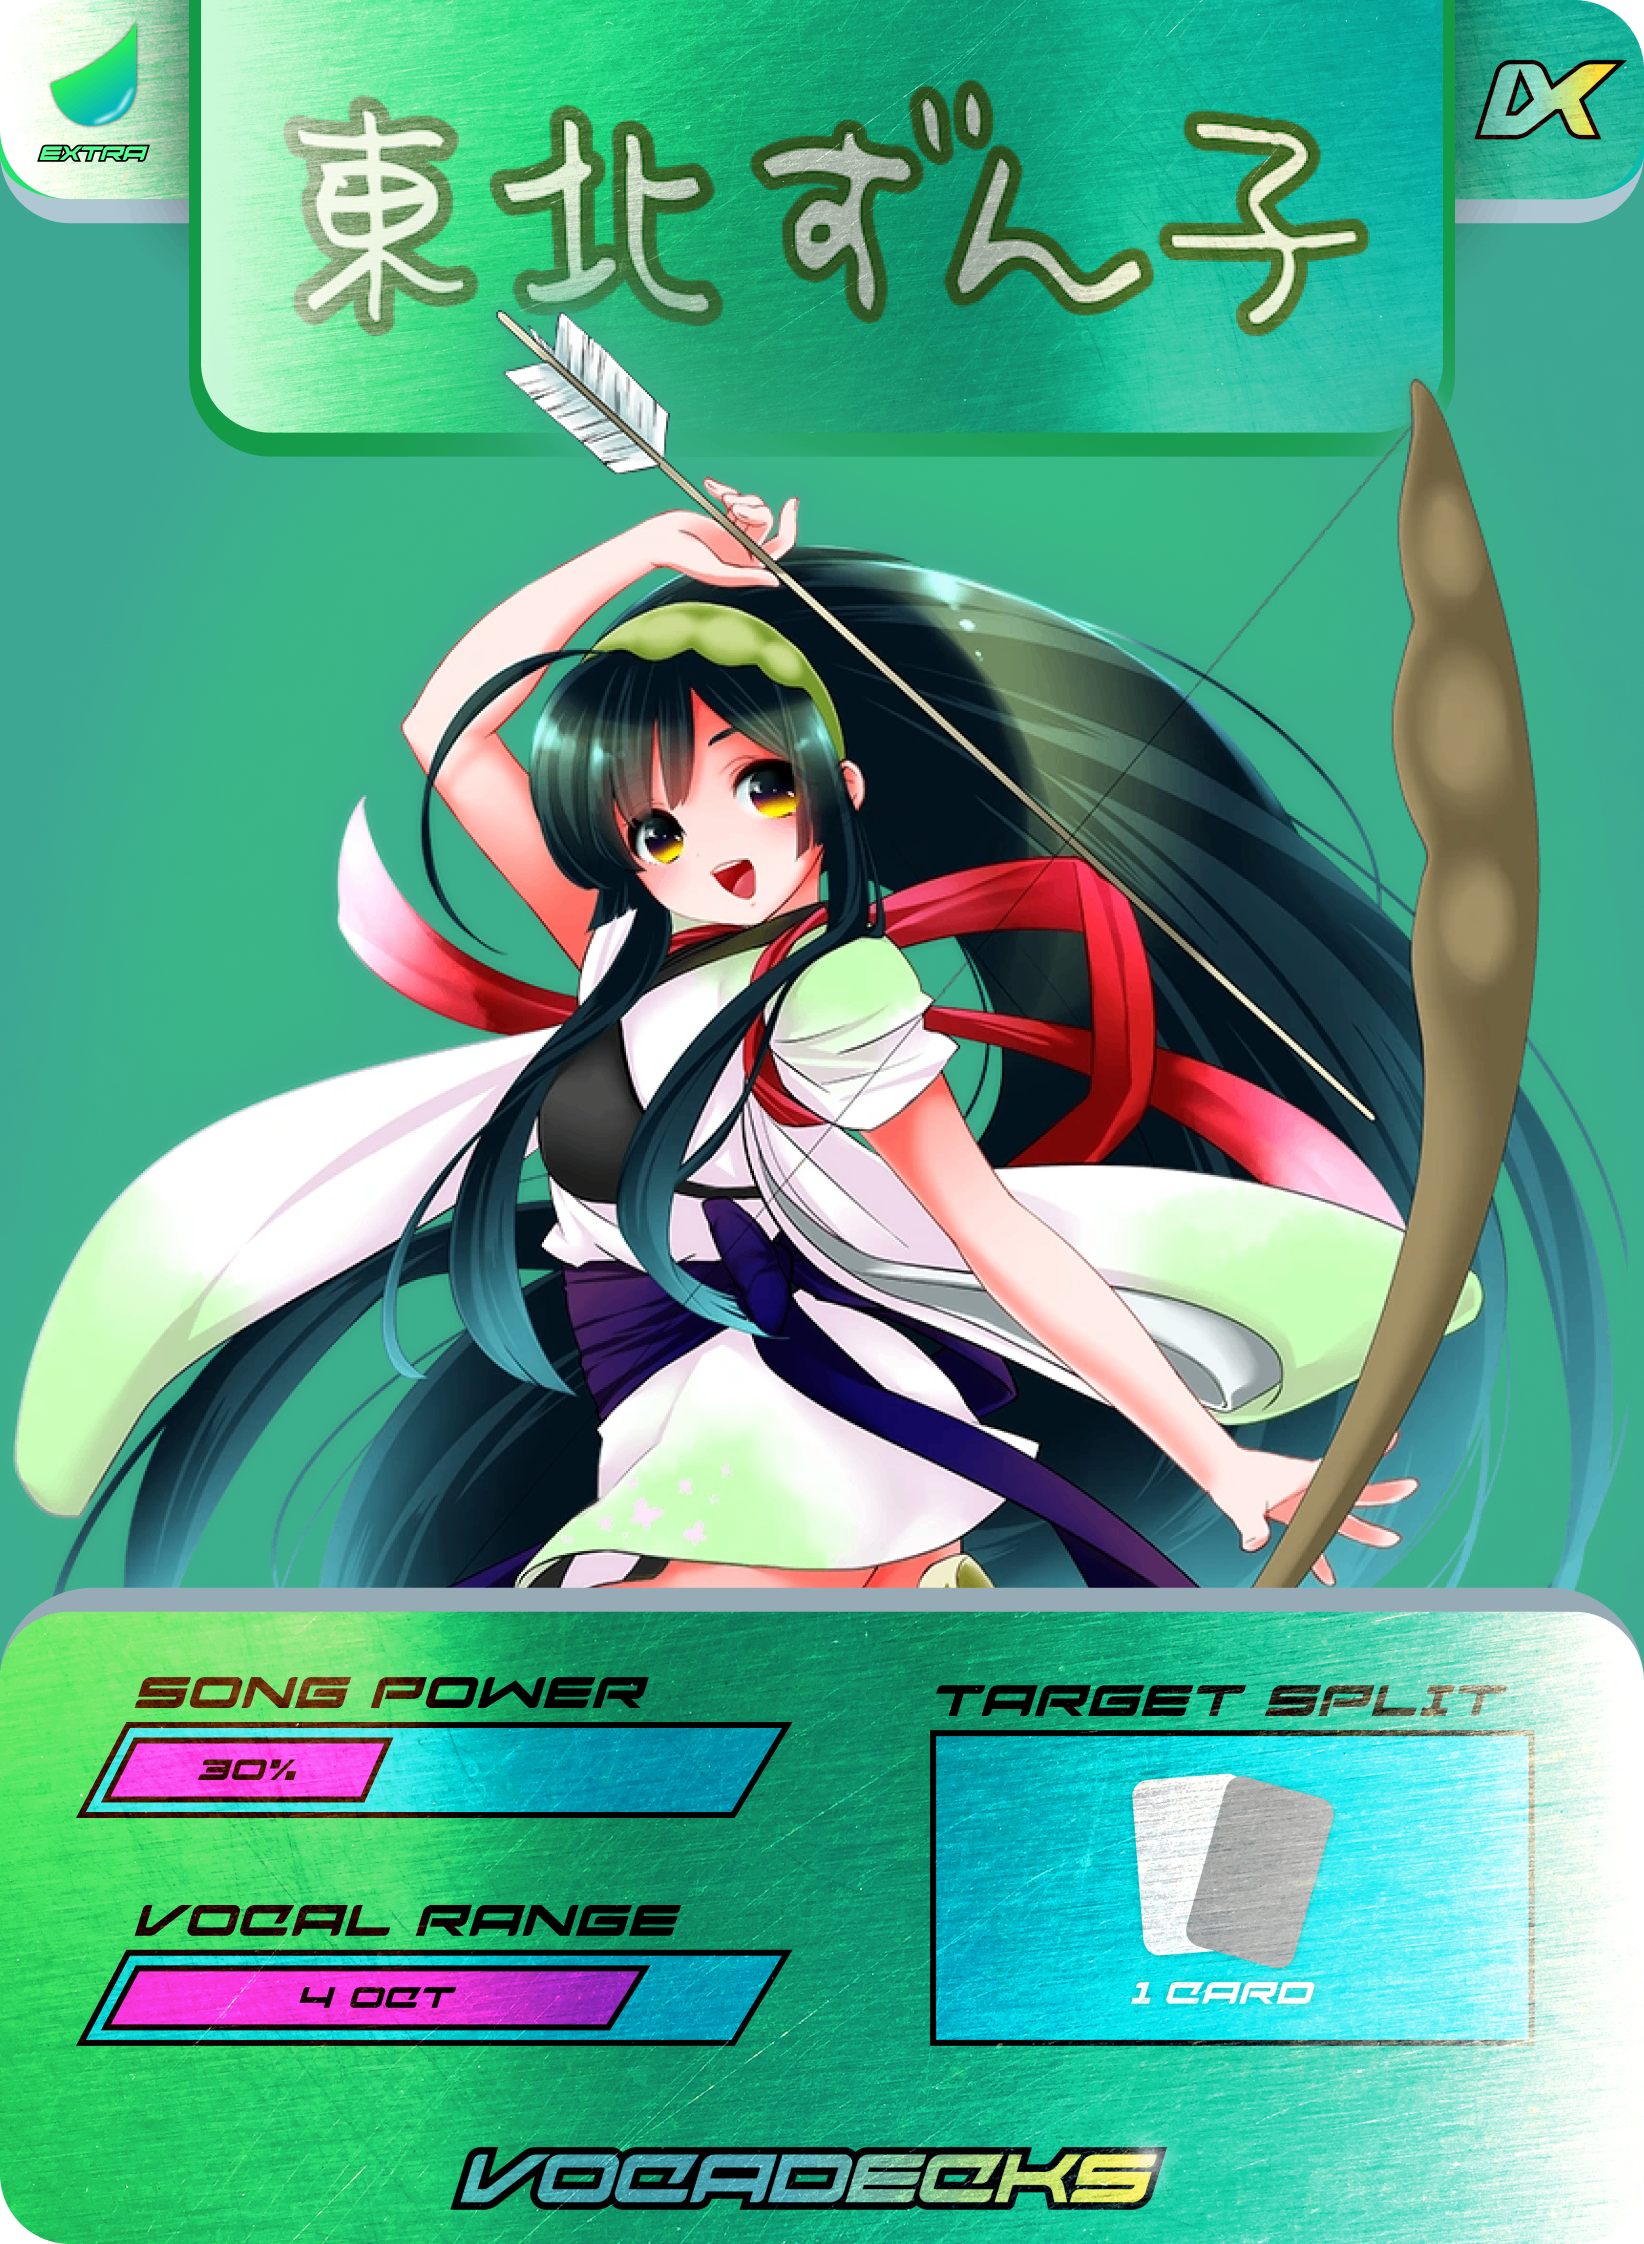 EXTRA
DX
東北ずん子
SONG POWER
30%
TARGET SPLIT
VOCAL RANGE
4 OCT
1 CARD
VOCADECKS